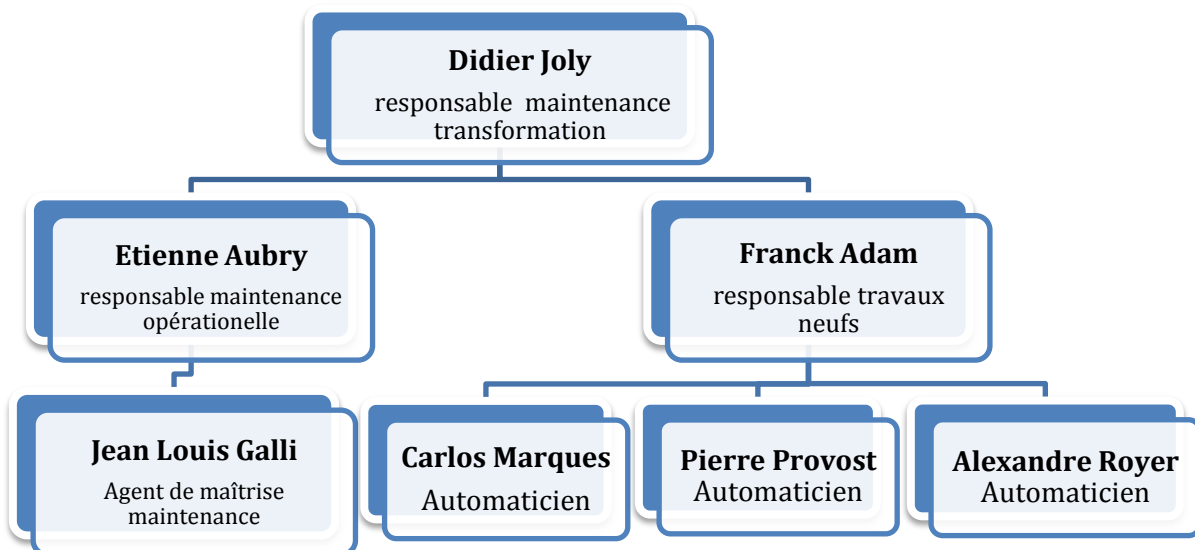 Didier Joly
responsable maintenance
transformation
Etienne Aubry
responsable maintenance
opérationelle
Franck Adam
responsable travaux
neufs
Jean Louis Galli
Agent de maîtrise
maintenance
Carlos Marques
Automaticien
Pierre Provost
Automaticien
Alexandre Royer
Automaticien